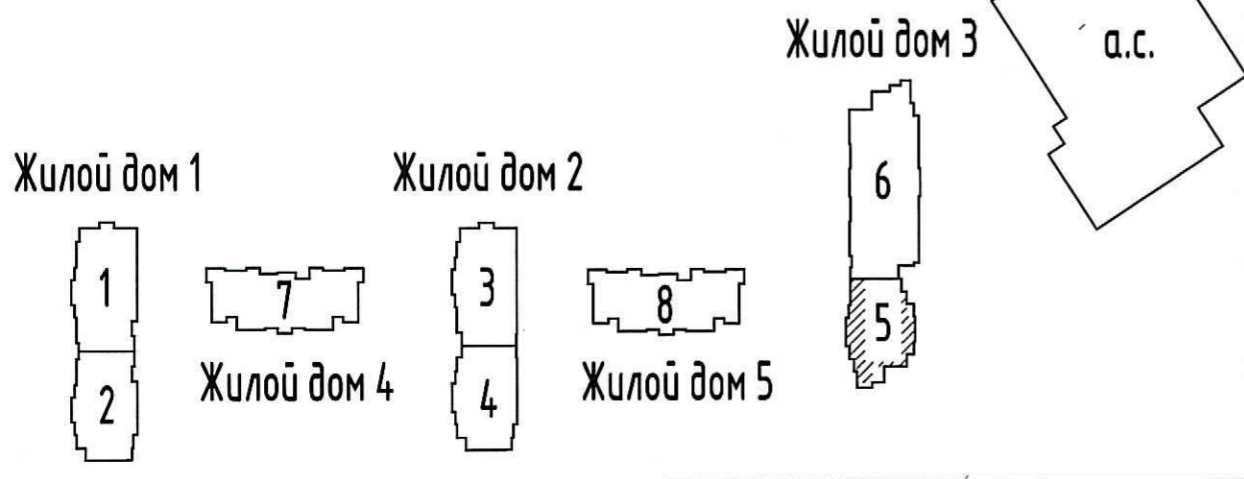 Жилой дом 3
а.с.
Жилой дом 1
Жилой дом 2
6
1
3
7
8
5
Жилой дом 4
Жилой дом 5
2
4